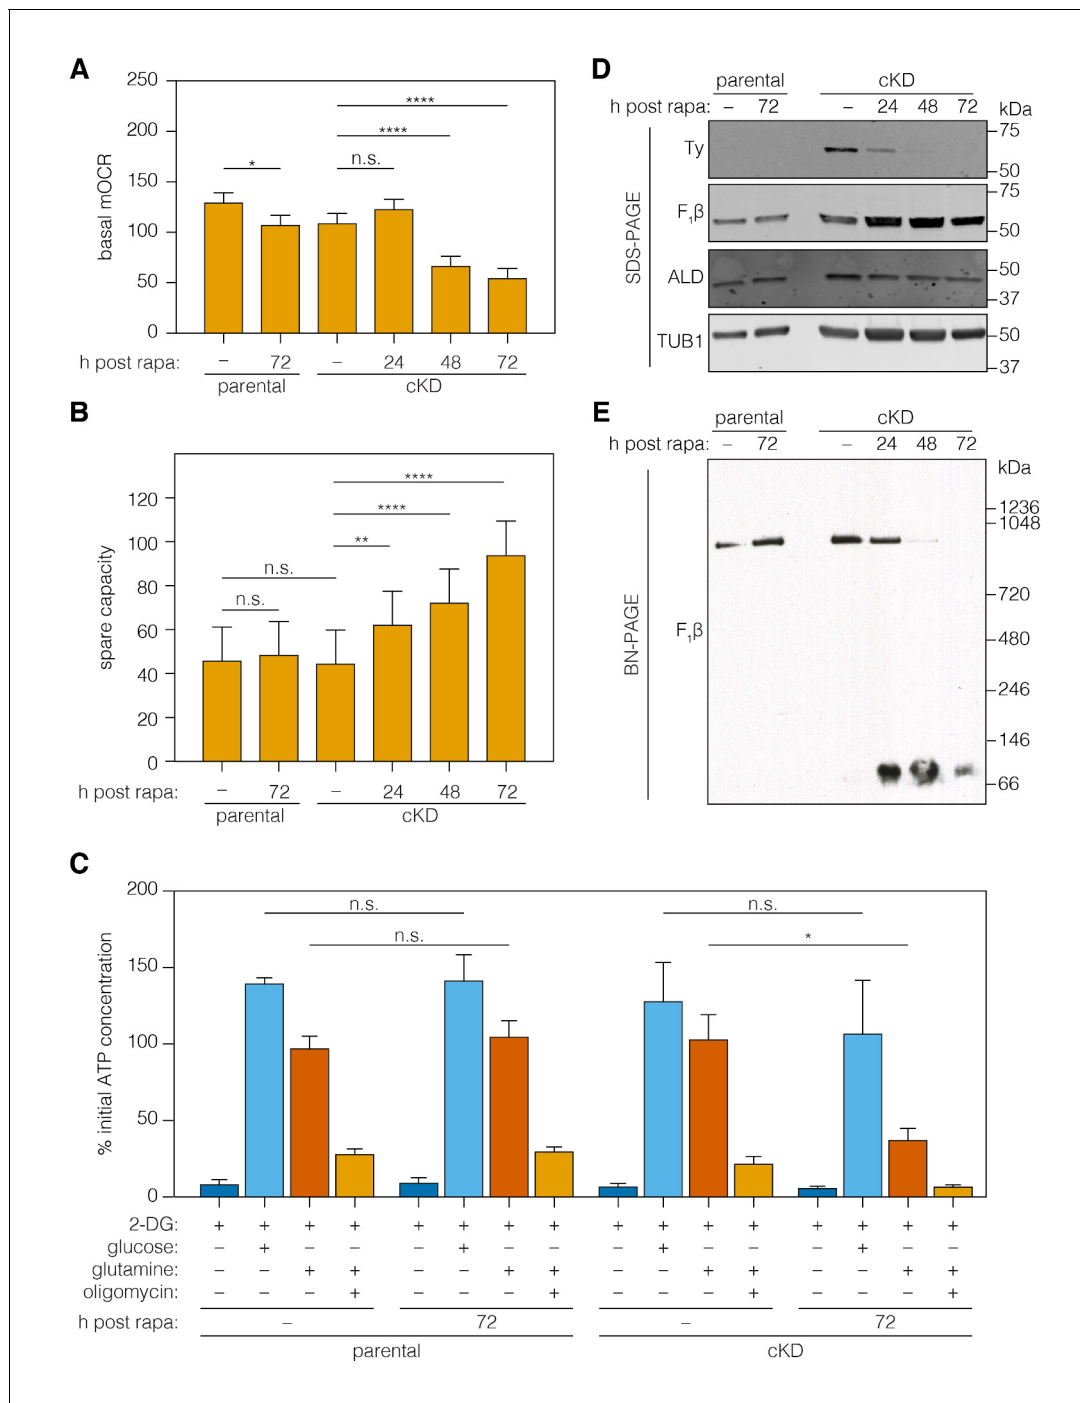 A
250
200
150
100
50
0
basal mOCR
****
****
n.s.
*
h post rapa: – 72 – 24 48 72
parental cKD
B
120
100
80
60
40
20
0
spare capacity
****
****
**
n.s.
n.s.
h post rapa: – 72 – 24 48 72
parental cKD
C
200
150
100
50
0
% initial ATP concentration
n.s. n.s.
n.s. *
2-DG: + + + + + + + + + + + + + + + +
glucose: – + – – – + – – – + – – – + – –
glutamine: – – + + – – + + – – + + – – + +
oligomycin: – – – + – – – + – – – + – – – +
h post rapa: – 72 – 72
parental cKD
D
parental cKD
h post rapa: – 72 – 24 48 72 kDa
SDS-PAGE
Ty 75 50
F₁β 75 50
ALD 50 37
TUB1 50 37
E
parental cKD
h post rapa: – 72 – 24 48 72
kDa
1236
1048
720
480
246
146
66
BN-PAGE
F₁β